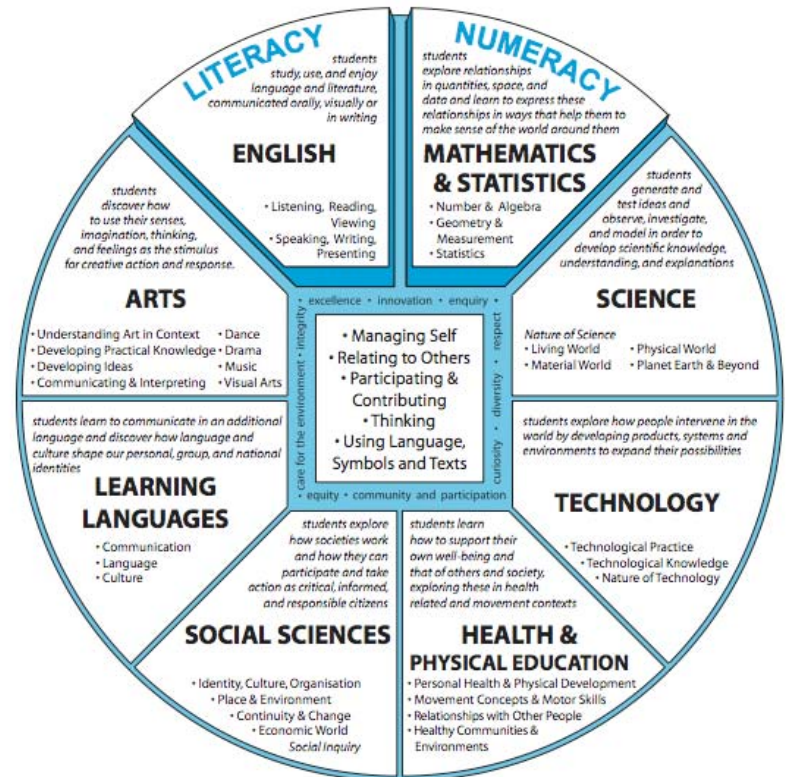 LITERACY
students
study, use, and enjoy
language and literature,
communicated orally, visually or
in writing
ENGLISH
• Listening, Reading,
Viewing
• Speaking, Writing,
Presenting
NUMERACY
students
explore relationships
in quantities, space, and
data and learn to express these
relationships in ways that help them to
make sense of the world around them
MATHEMATICS
& STATISTICS
• Number & Algebra
• Geometry &
Measurement
• Statistics
students
generate and
test ideas and
observe, investigate,
and model in order to
develop scientific knowledge,
understanding, and explanations
SCIENCE
Nature of Science
• Living World
• Material World
• Physical World
• Planet Earth & Beyond
students explore how people intervene in the
world by developing products, systems and
environments to expand their possibilities
TECHNOLOGY
• Technological Practice
• Technological Knowledge
• Nature of Technology
students learn
how to support their
own well-being and
that of others and society,
exploring these in health
related and movement contexts
HEALTH &
PHYSICAL EDUCATION
• Personal Health & Physical Development
• Movement Concepts & Motor Skills
• Relationships with Other People
• Healthy Communities &
Environments
students explore
how societies work
and how they can
participate and take
action as critical, informed,
and responsible citizens
SOCIAL SCIENCES
• Identity, Culture, Organisation
• Place & Environment
• Continuity & Change
• Economic World
Social Inquiry
students learn to communicate in an additional
language and discover how language and
culture shape our personal, group, and national
identities
LEARNING
LANGUAGES
• Communication
• Language
• Culture
students
discover how
to use their senses,
imagination, thinking,
and feelings as the stimulus
for creative action and response.
ARTS
• Understanding Art in Context
• Developing Practical Knowledge
• Developing Ideas
• Communicating & Interpreting
• Dance
• Drama
• Music
• Visual Arts
• excellence • innovation • enquiry •
curiosity • diversity • respect
• equity • community and participation
care for the environment • integrity •
• Managing Self
• Relating to Others
• Participating &
Contributing
• Thinking
• Using Language,
Symbols and Texts